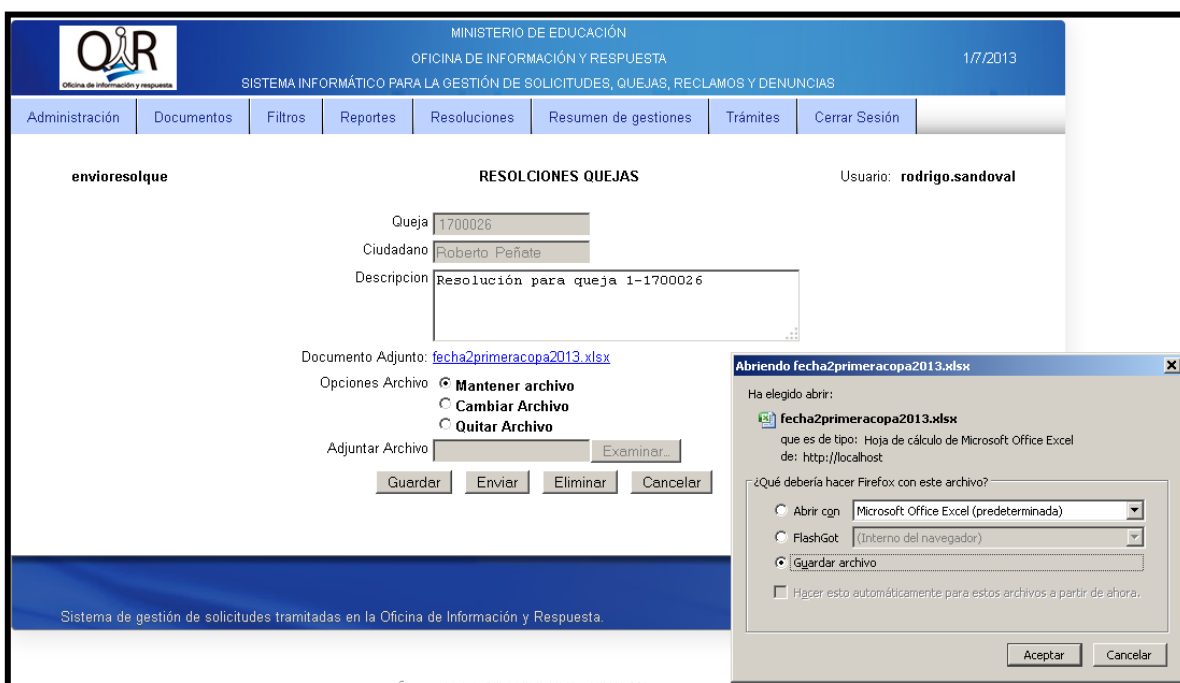 OiR
Oficina de información y respuesta
MINISTERIO DE EDUCACIÓN
OFICINA DE INFORMACIÓN Y RESPUESTA
1/7/2013
SISTEMA INFORMÁTICO PARA LA GESTIÓN DE SOLICITUDES, QUEJAS, RECLAMOS Y DENUNCIAS
Administración Documentos Filtros Reportes Resoluciones Resumen de gestiones Trámites Cerrar Sesión
envioresolque RESOLCIONES QUEJAS Usuario: rodrigo.sandoval
Queja 1700026
Ciudadano Roberto Peñate
Descripcion Resolución para queja 1-1700026
Documento Adjunto: fecha2primeracopa2013.xlsx
Opciones Archivo Mantener archivo
Cambiar Archivo
Quitar Archivo
Adjuntar Archivo Examinar...
Guardar Enviar Eliminar Cancelar
Abriendo fecha2primeracopa2013.xlsx
Ha elegido abrir:
fecha2primeracopa2013.xlsx
que es de tipo: Hoja de cálculo de Microsoft Office Excel
de: http://localhost
¿Qué debería hacer Firefox con este archivo?
Abrir con Microsoft Office Excel (predeterminada)
FlashGot (Interno del navegador)
Guardar archivo
Hacer esto automáticamente para estos archivos a partir de ahora.
Aceptar Cancelar
Sistema de gestión de solicitudes tramitadas en la Oficina de Información y Respuesta.